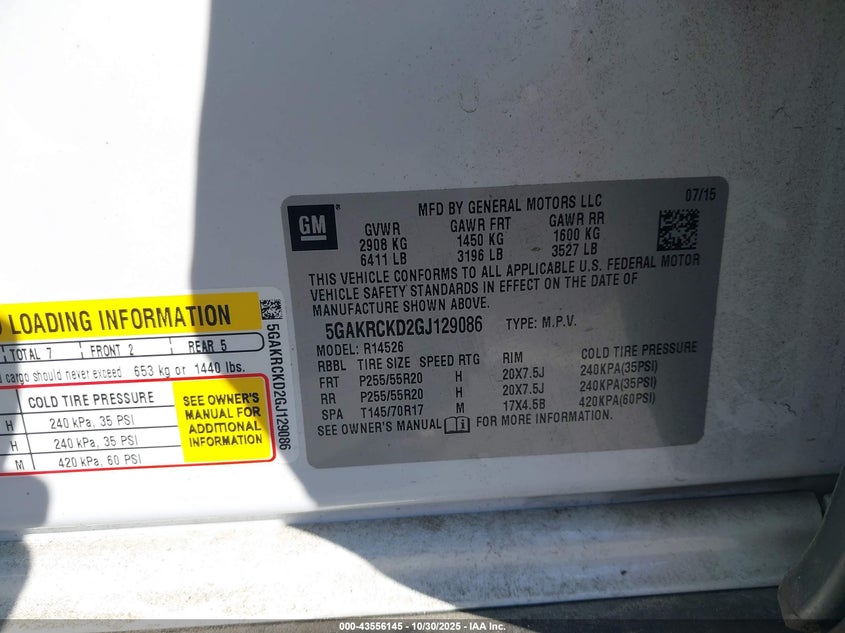 GM
MFD BY GENERAL MOTORS LLC
07/15
GVWR GAWR FRT GAWR RR
2908 KG 1450 KG 1600 KG
6411 LB 3196 LB 3527 LB
THIS VEHICLE CONFORMS TO ALL APPLICABLE U.S. FEDERAL MOTOR
VEHICLE SAFETY STANDARDS IN EFFECT ON THE DATE OF
MANUFACTURE SHOWN ABOVE.
5GAKRCKD2GJ129086 TYPE: M.P.V.
MODEL: R14526
RBBL TIRE SIZE SPEED RTG RIM COLD TIRE PRESSURE
FRT P255/55R20 H 20X7.5J 240KPA(35PSI)
RR P255/55R20 H 20X7.5J 240KPA(35PSI)
SPA T145/70R17 M 17X4.5B 420KPA(60PSI)
SEE OWNER'S MANUAL FOR MORE INFORMATION.
LOADING INFORMATION
TOTAL 7 FRONT 2 REAR 5
cargo should never exceed 653 kg or 1440 lbs.
COLD TIRE PRESSURE
H 240 kPa, 35 PSI
H 240 kPa, 35 PSI
M 420 kPa, 60 PSI
SEE OWNER'S
MANUAL FOR
ADDITIONAL
INFORMATION
5GAKRCKD2GJ129086
000-43556145 - 10/30/2025 - IAA Inc.